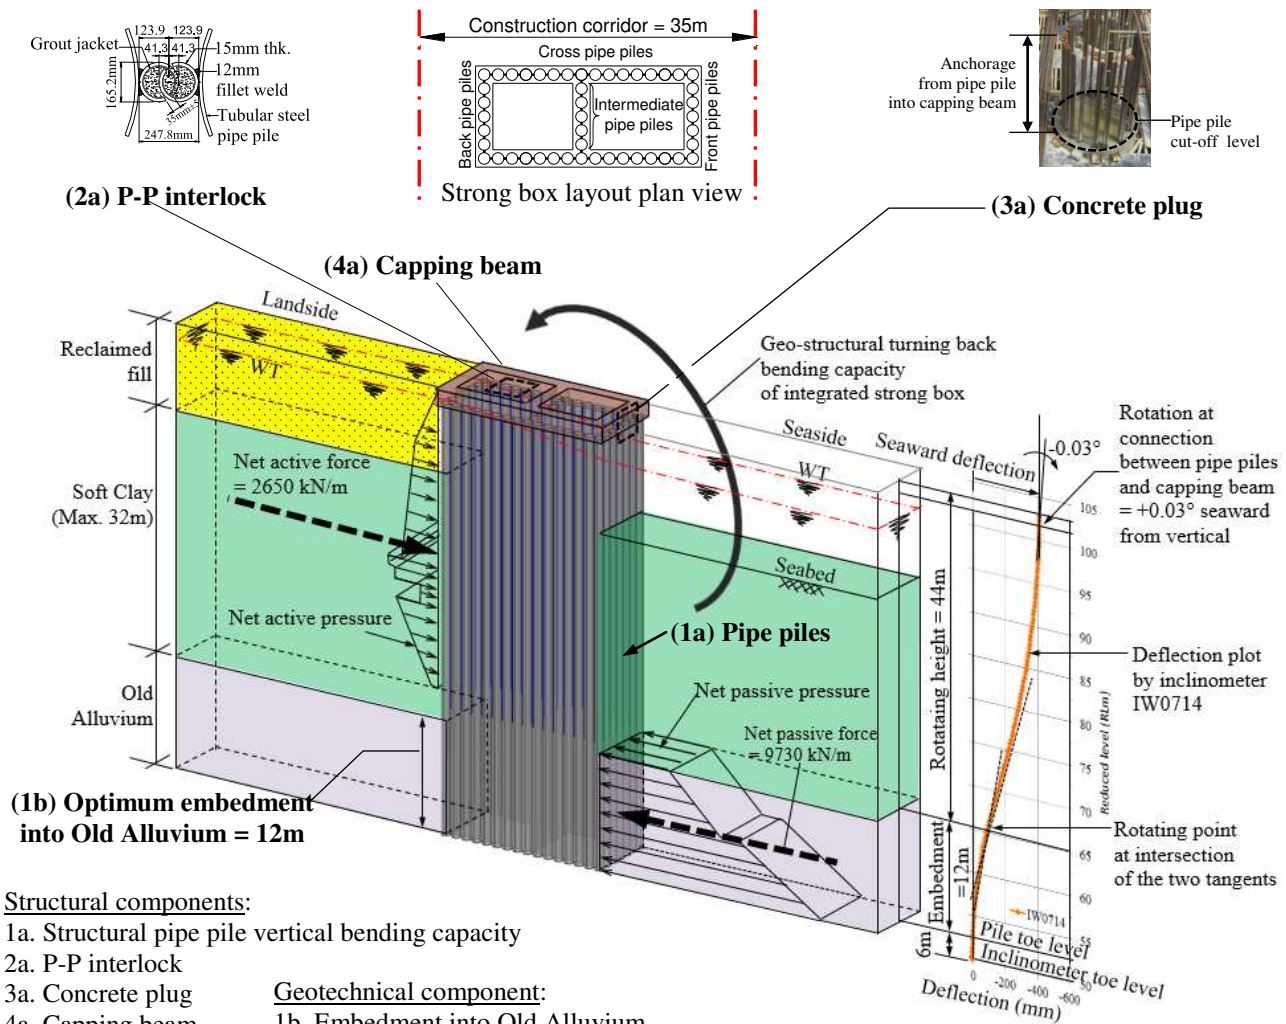 123.9 123.9
Grout jacket
41.3 41.3
15mm thk.
12mm
fillet weld
165.2mm
35mm±5
Tubular steel
pipe pile
247.8mm
(2a) P-P interlock
Construction corridor = 35m
Cross pipe piles
Back pipe piles
Intermediate
pipe piles
Front pipe piles
Strong box layout plan view
Anchorage
from pipe pile
into capping beam
Pipe pile
cut-off level
(3a) Concrete plug
(4a) Capping beam
Landside
Reclaimed
fill
WT
Geo-structural turning back
bending capacity
of integrated strong box
Seaside
WT
Seaward deflection
-0.03°
Rotation at
connection
between pipe piles
and capping beam
= +0.03° seaward
from vertical
Net active force
= 2650 kN/m
Soft Clay
(Max. 32m)
Seabed
Net active pressure
(1a) Pipe piles
Rotataing height = 44m
Deflection plot
by inclinometer
IW0714
Old
Alluvium
Net passive pressure
Net passive force
= 9730 kN/m
(1b) Optimum embedment
into Old Alluvium = 12m
Embedment
=12m
6m
Rotating point
at intersection
of the two tangents
105
100
95
90
85
80
75
70
65
60
55
50
Reduced level (RLm)
IW0714
Pile toe level
Inclinometer toe level
0 -200 -400 -600
Deflection (mm)
Structural components:
1a. Structural pipe pile vertical bending capacity
2a. P-P interlock
3a. Concrete plug
4a. Capping beam
Geotechnical component:
1b. Embedment into Old Alluvium